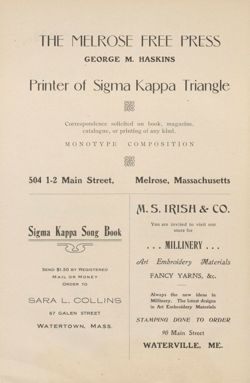 THE MELROSE FREE PRESS
GEORGE M. HASKINS
Printer of Sigma Kappa Triangle
Correspondence solicited on book, magazine,
catalogue, or printing of any kind.
MONOTYPE COMPOSITION
504 1-2 Main Street, Melrose, Massachusetts
Sigma Kappa Song Book
SEND $1.50 BY REGISTERED
MAIL OR MONEY
ORDER TO
SARA L. COLLINS
67 GALEN STREET
WATERTOWN, MASS.
M. S. IRISH & CO.
You are invited to visit our
store for
. . . MILLINERY . . .
Art Embroidery Materials
FANCY YARNS, &c.
Always the new ideas in
Millinery. The latest designs
in Art Embroidery Materials
STAMPING DONE TO ORDER
90 Main Street
WATERVILLE, ME.